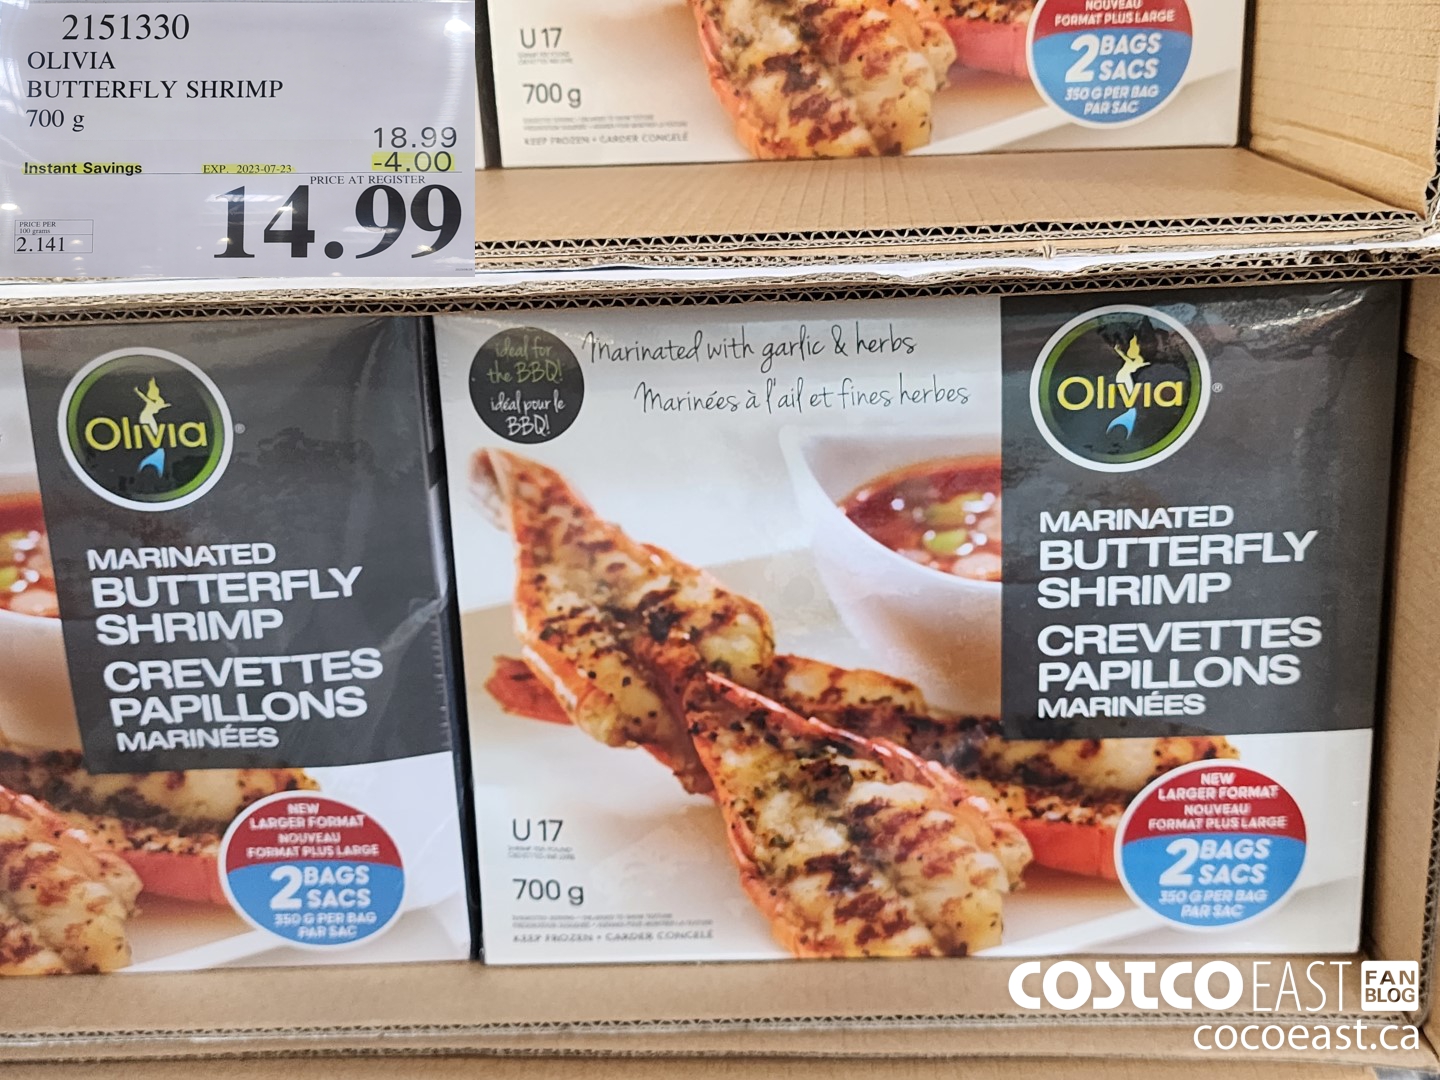 2151330
OLIVIA
BUTTERFLY SHRIMP
700 g
18.99
Instant Savings EXP. 2023-07-23 -4.00
PRICE AT REGISTER
14.99
PRICE PER
100 grams
2.141
U 17
700 g
KEEP FROZEN • GARDER CONGELÉ
NOUVEAU
FORMAT PLUS LARGE
2 BAGS
SACS
350 G PER BAG
PAR SAC
Olivia®
MARINATED
BUTTERFLY
SHRIMP
CREVETTES
PAPILLONS
MARINÉES
NEW
LARGER FORMAT
NOUVEAU
FORMAT PLUS LARGE
2 BAGS
SACS
350 G PER BAG
PAR SAC
ideal for
the BBQ!
idéal pour le
BBQ!
Marinated with garlic & herbs
Marinées à l'ail et fines herbes
Olivia®
MARINATED
BUTTERFLY
SHRIMP
CREVETTES
PAPILLONS
MARINÉES
U 17
700 g
KEEP FROZEN • GARDER CONGELÉ
NEW
LARGER FORMAT
NOUVEAU
FORMAT PLUS LARGE
2 BAGS
SACS
350 G PER BAG
PAR SAC
COSTCO EAST FAN
BLOG
cocoeast.ca